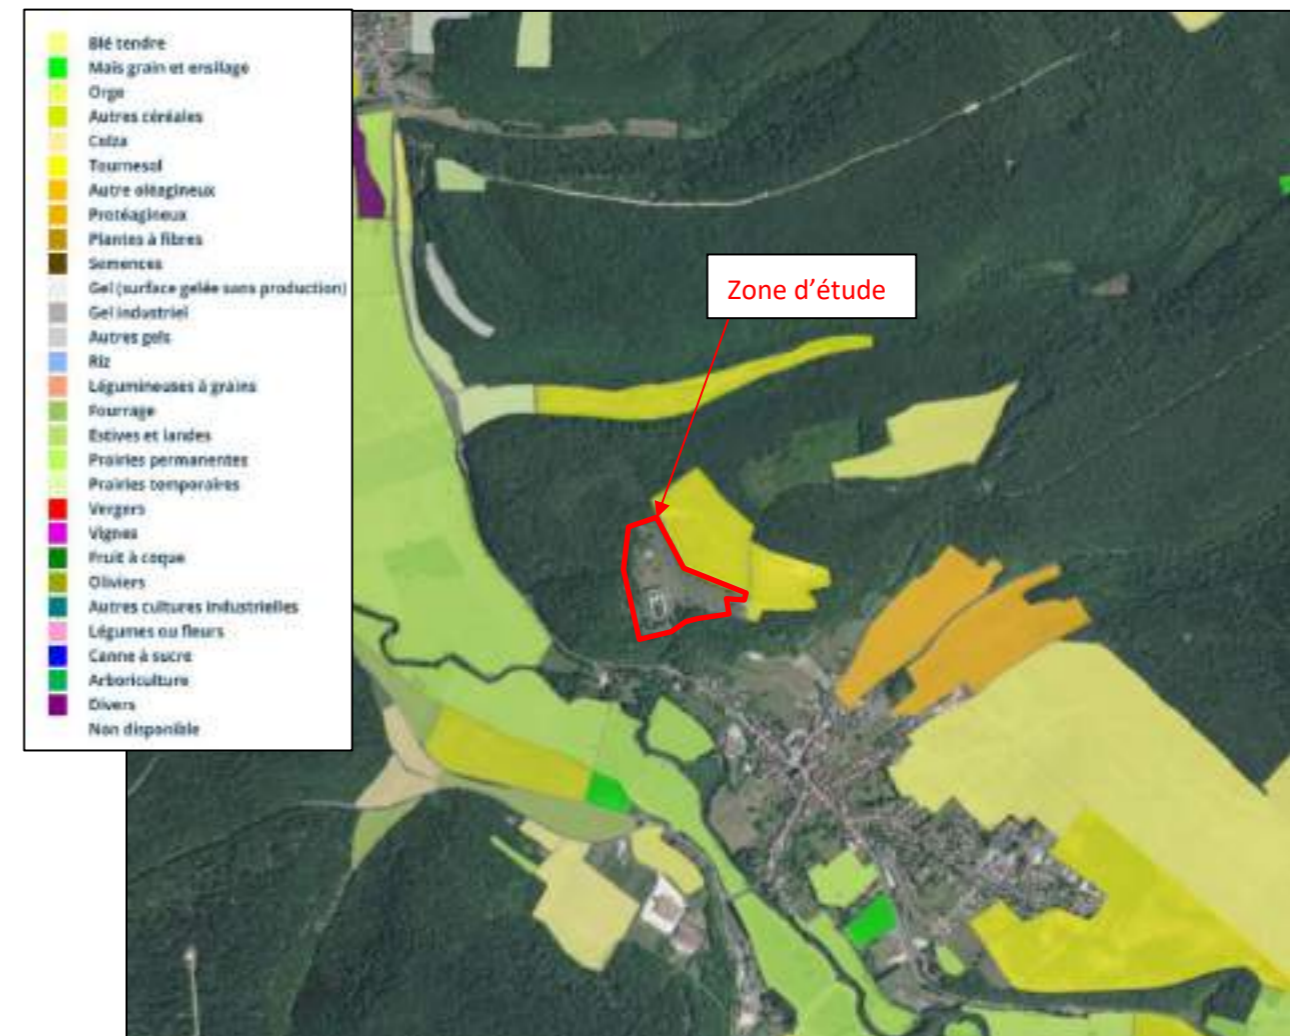 Blé tendre
Maïs grain et ensilage
Orge
Autres céréales
Colza
Tournesol
Autre oléagineux
Protéagineux
Plantes à fibres
Semences
Gel (surface gelée sans production)
Gel industriel
Autres gels
Riz
Légumineuses à grains
Fourrage
Estives et landes
Prairies permanentes
Prairies temporaires
Vergers
Vignes
Fruit à coque
Oliviers
Autres cultures industrielles
Légumes ou fleurs
Canne à sucre
Arboriculture
Divers
Non disponible
Zone d’étude